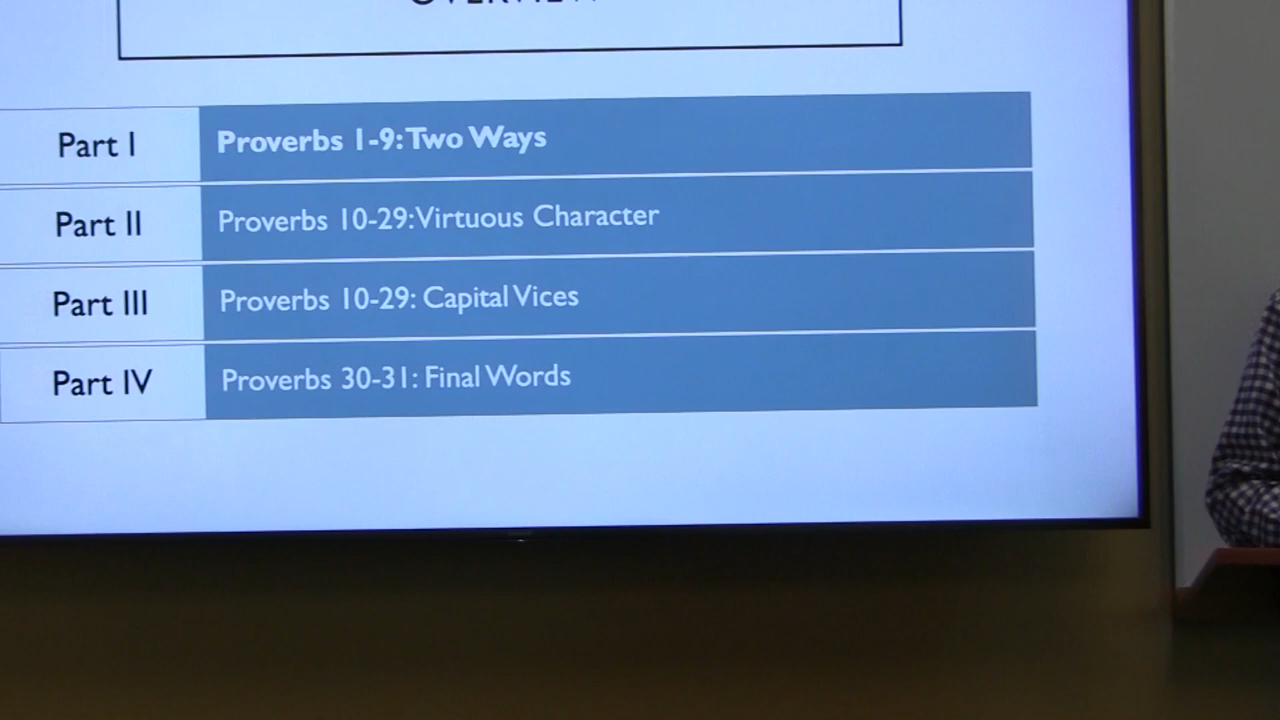 OVERVIEW
Part I
Proverbs 1-9: Two Ways
Part II
Proverbs 10-29: Virtuous Character
Part III
Proverbs 10-29: Capital Vices
Part IV
Proverbs 30-31: Final Words